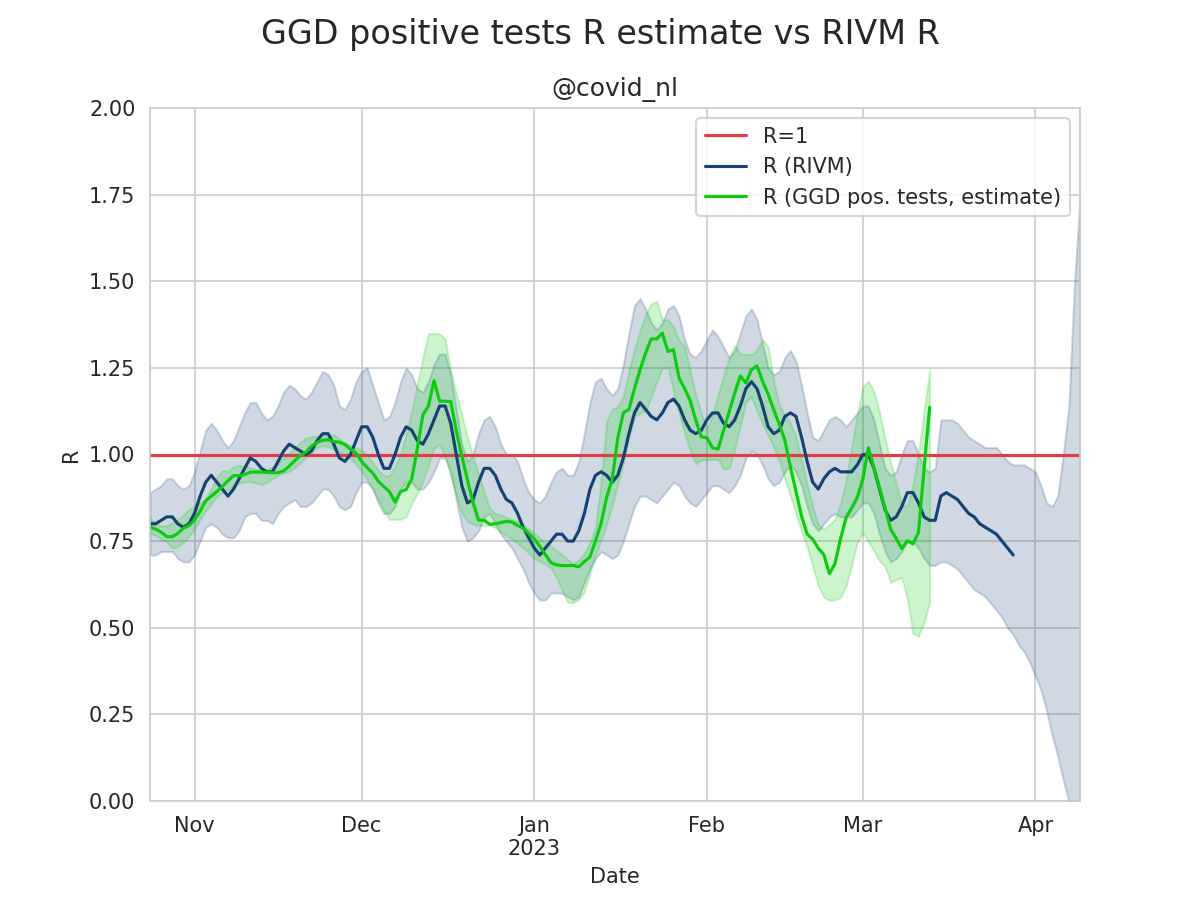 GGD positive tests R estimate vs RIVM R
@covid_nl
R=1
R (RIVM)
R (GGD pos. tests, estimate)
2.00
1.75
1.50
1.25
1.00
0.75
0.50
0.25
0.00
R
Nov Dec Jan Feb Mar Apr
2023
Date